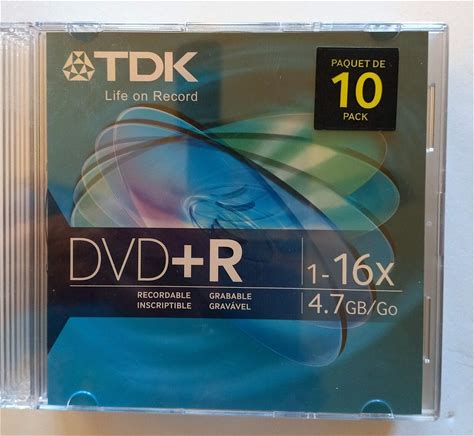 TDK
Life on Record
PAQUET DE
10
PACK
DVD+R
RECORDABLE GRABABLE
INSCRIPTIBLE GRAVÁVEL
1-16x
4.7GB/Go